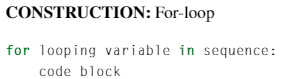 CONSTRUCTION: For-loop
for looping variable in sequence:
    code block